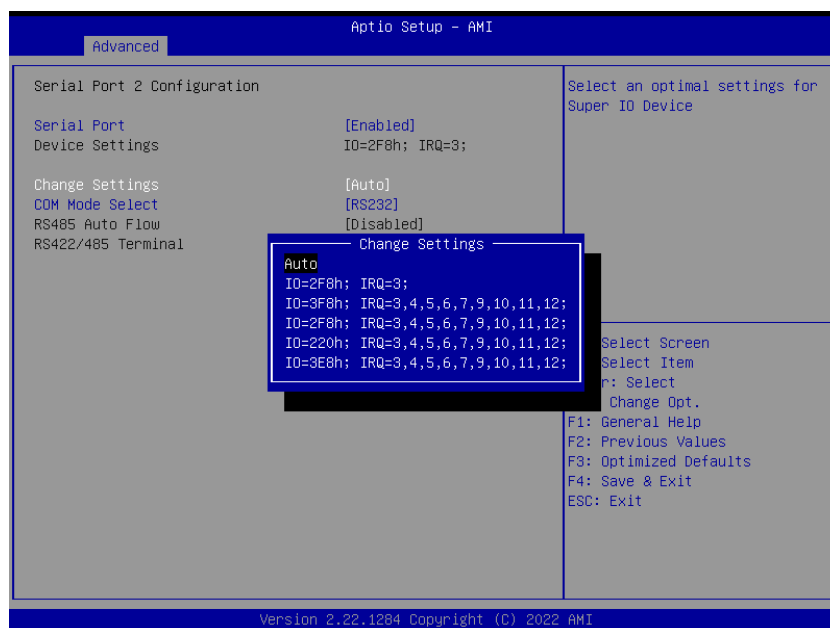 Aptio Setup – AMI
Advanced
Serial Port 2 Configuration
Serial Port [Enabled]
Device Settings IO=2F8h; IRQ=3;
Change Settings [Auto]
COM Mode Select [RS232]
RS485 Auto Flow [Disabled]
RS422/485 Terminal
Change Settings
Auto
IO=2F8h; IRQ=3;
IO=3F8h; IRQ=3,4,5,6,7,9,10,11,12;
IO=2F8h; IRQ=3,4,5,6,7,9,10,11,12;
IO=220h; IRQ=3,4,5,6,7,9,10,11,12;
IO=3E8h; IRQ=3,4,5,6,7,9,10,11,12;
Select an optimal settings for
Super IO Device
Select Screen
Select Item
r: Select
Change Opt.
F1: General Help
F2: Previous Values
F3: Optimized Defaults
F4: Save & Exit
ESC: Exit
Version 2.22.1284 Copyright (C) 2022 AMI